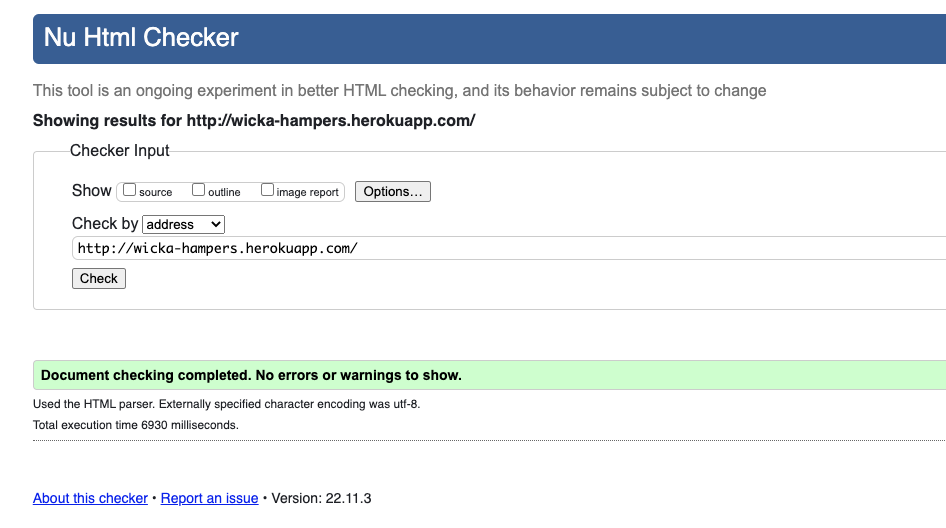 Nu Html Checker
This tool is an ongoing experiment in better HTML checking, and its behavior remains subject to change
Showing results for http://wicka-hampers.herokuapp.com/
Checker Input
Show source outline image report Options...
Check by address
http://wicka-hampers.herokuapp.com/
Check
Document checking completed. No errors or warnings to show.
Used the HTML parser. Externally specified character encoding was utf-8.
Total execution time 6930 milliseconds.
About this checker • Report an issue • Version: 22.11.3